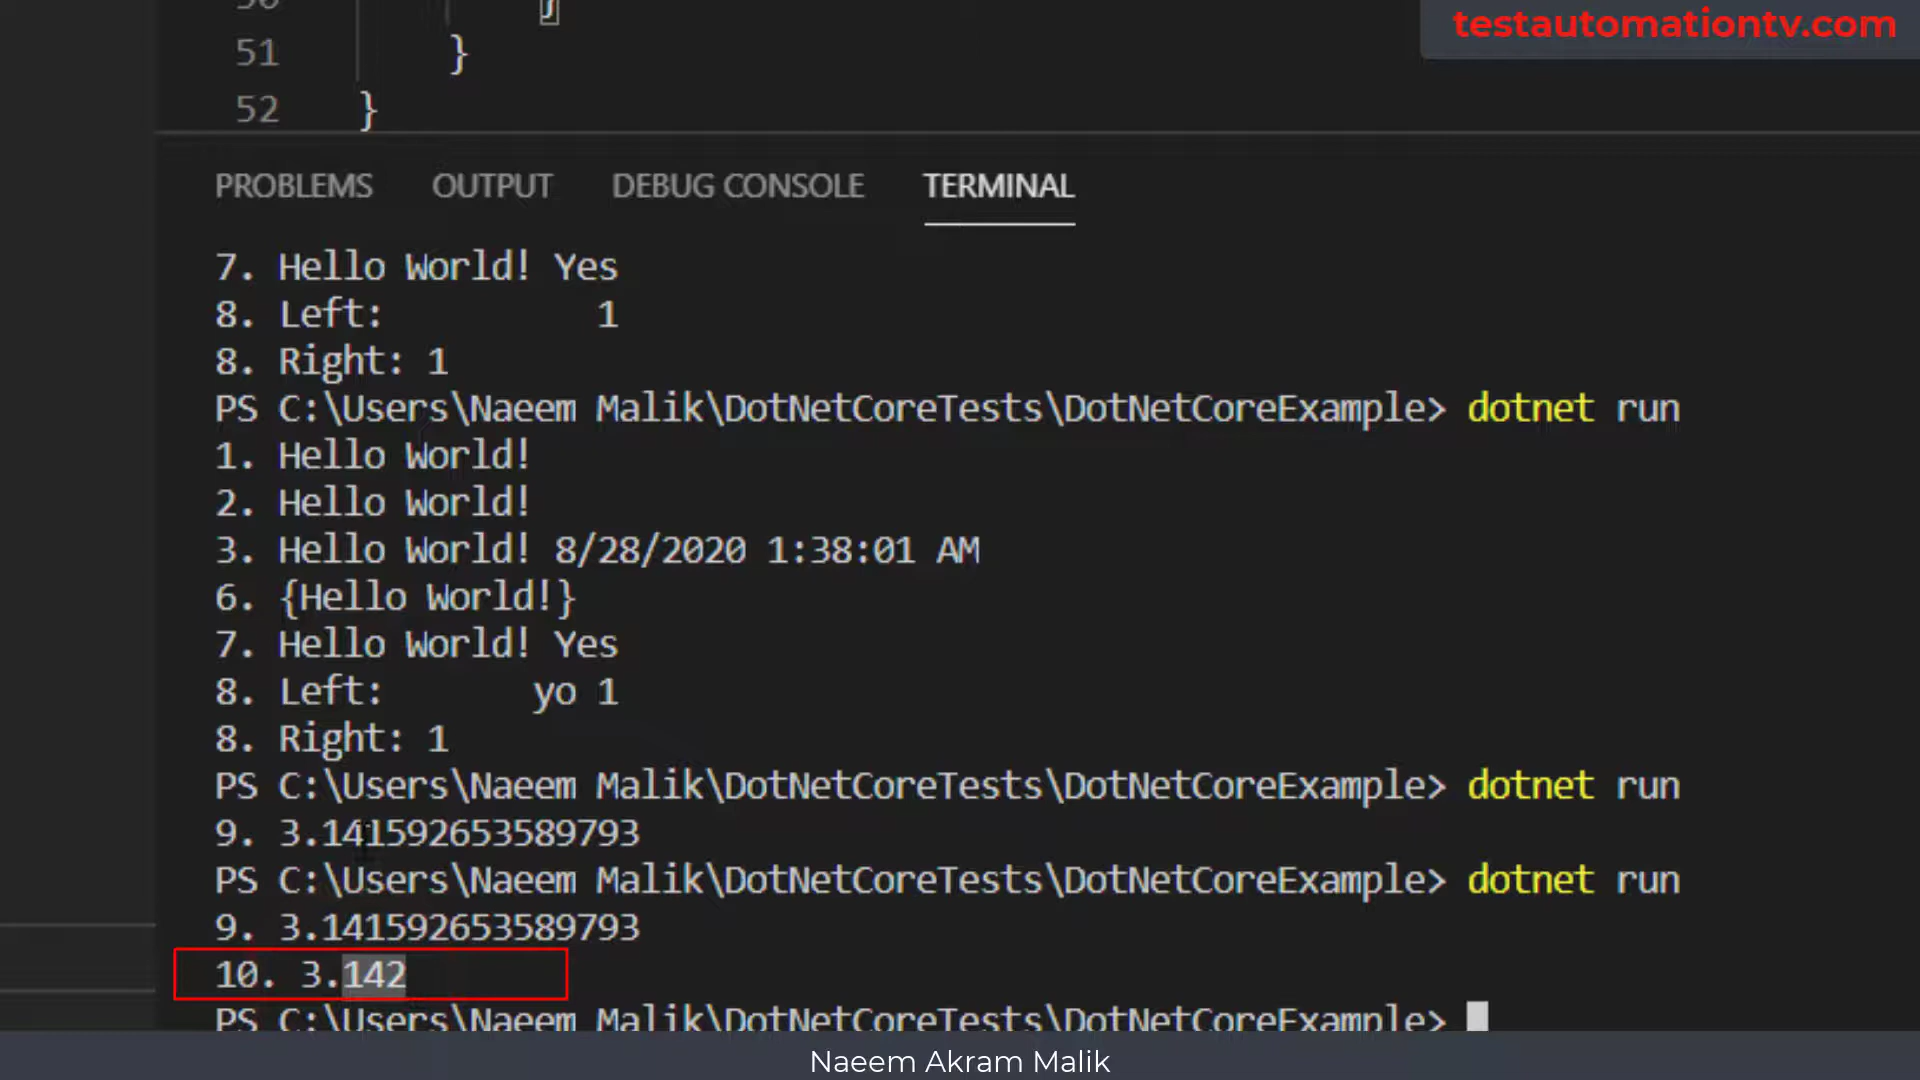 testautomationtv.com
50 }
51 }
52 }
PROBLEMS OUTPUT DEBUG CONSOLE TERMINAL
7. Hello World! Yes
8. Left:          1
8. Right: 1
PS C:\Users\Naeem Malik\DotNetCoreTests\DotNetCoreExample> dotnet run
1. Hello World!
2. Hello World!
3. Hello World! 8/28/2020 1:38:01 AM
6. {Hello World!}
7. Hello World! Yes
8. Left:       yo 1
8. Right: 1
PS C:\Users\Naeem Malik\DotNetCoreTests\DotNetCoreExample> dotnet run
9. 3.141592653589793
PS C:\Users\Naeem Malik\DotNetCoreTests\DotNetCoreExample> dotnet run
9. 3.141592653589793
10. 3.142
PS C:\Users\Naeem Malik\DotNetCoreTests\DotNetCoreExample>
Naeem Akram Malik